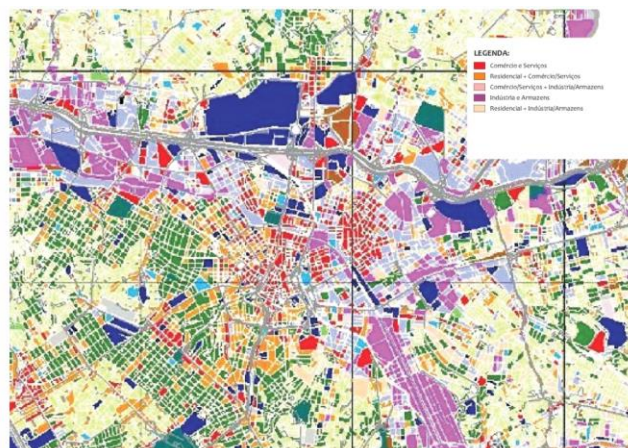 LEGENDA:
Comércio e Serviços
Residencial + Comércio/Serviços
Comércio/Serviços + Indústria/Armazens
Indústria e Armazens
Residencial + Indústria/Armazens